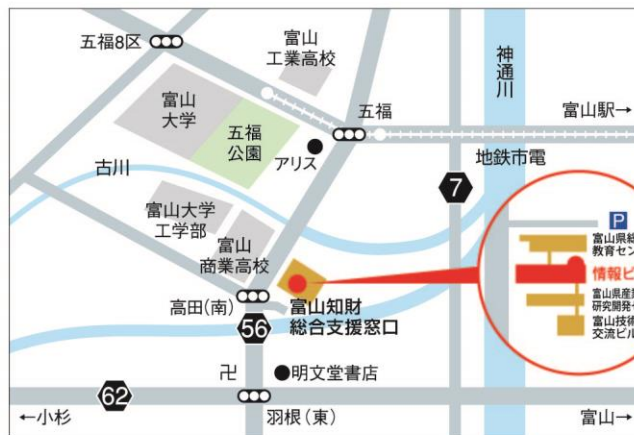 五福8区
富山
工業高校
神通川
富山
大学
五福
富山駅→
五福
公園
アリス
地鉄市電
古川
7
富山大学
工学部
P
富山
商業高校
富山県総
教育セン
情報ビ
高田(南)
富山知財
総合支援窓口
富山県産
研究開発
富山技術
交流ビル
56
卍
明文堂書店
62
←小杉
羽根(東)
富山→